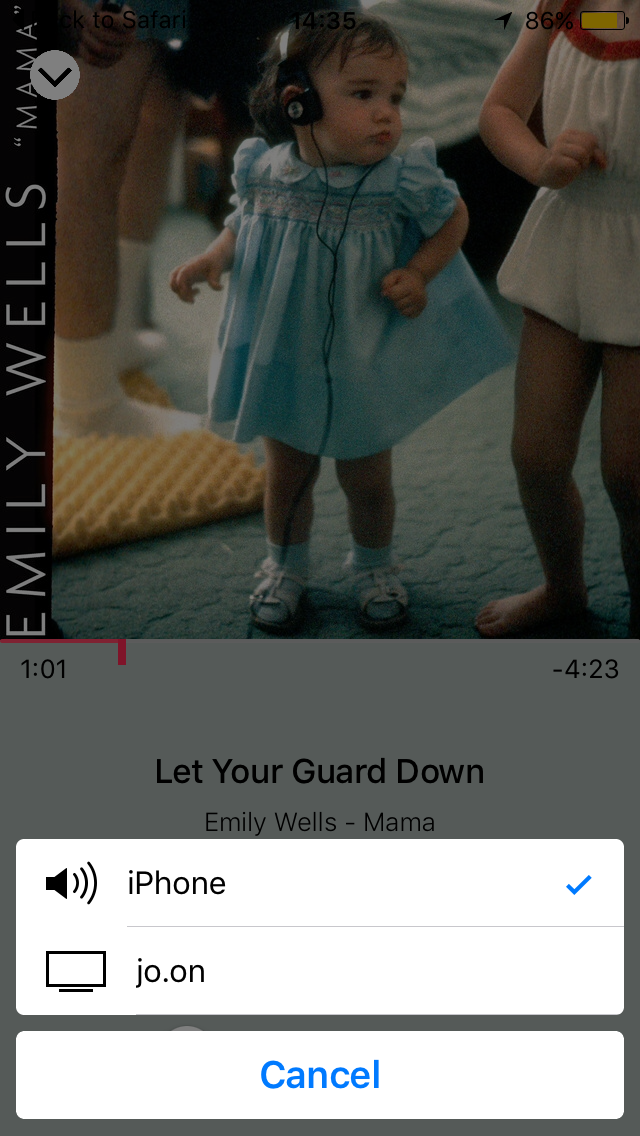 ck to Safari
14:35
86%
EMILY WELLS "MAMA"
1:01
-4:23
Let Your Guard Down
Emily Wells - Mama
iPhone
jo.on
Cancel